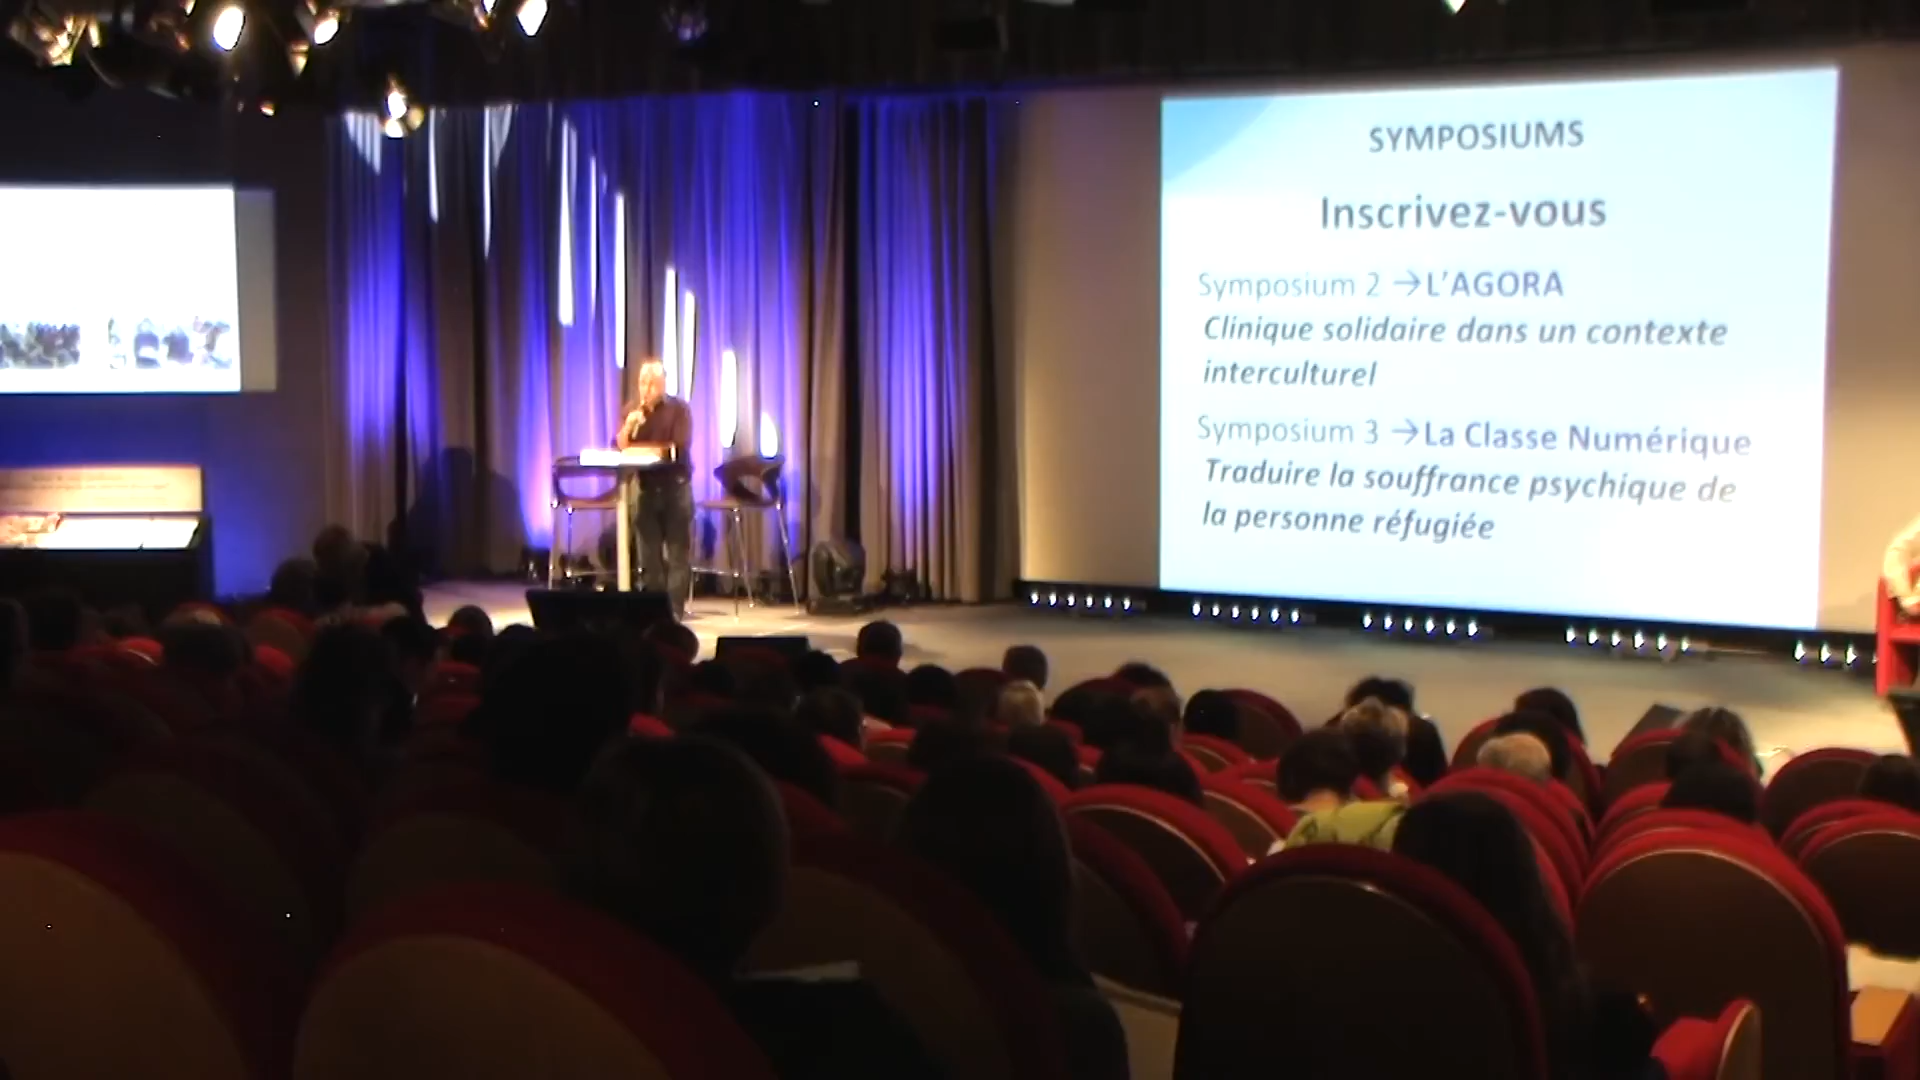 SYMPOSIUMS
Inscrivez-vous
Symposium 2 →L'AGORA
Clinique solidaire dans un contexte
interculturel
Symposium 3 →La Classe Numérique
Traduire la souffrance psychique de
la personne réfugiée